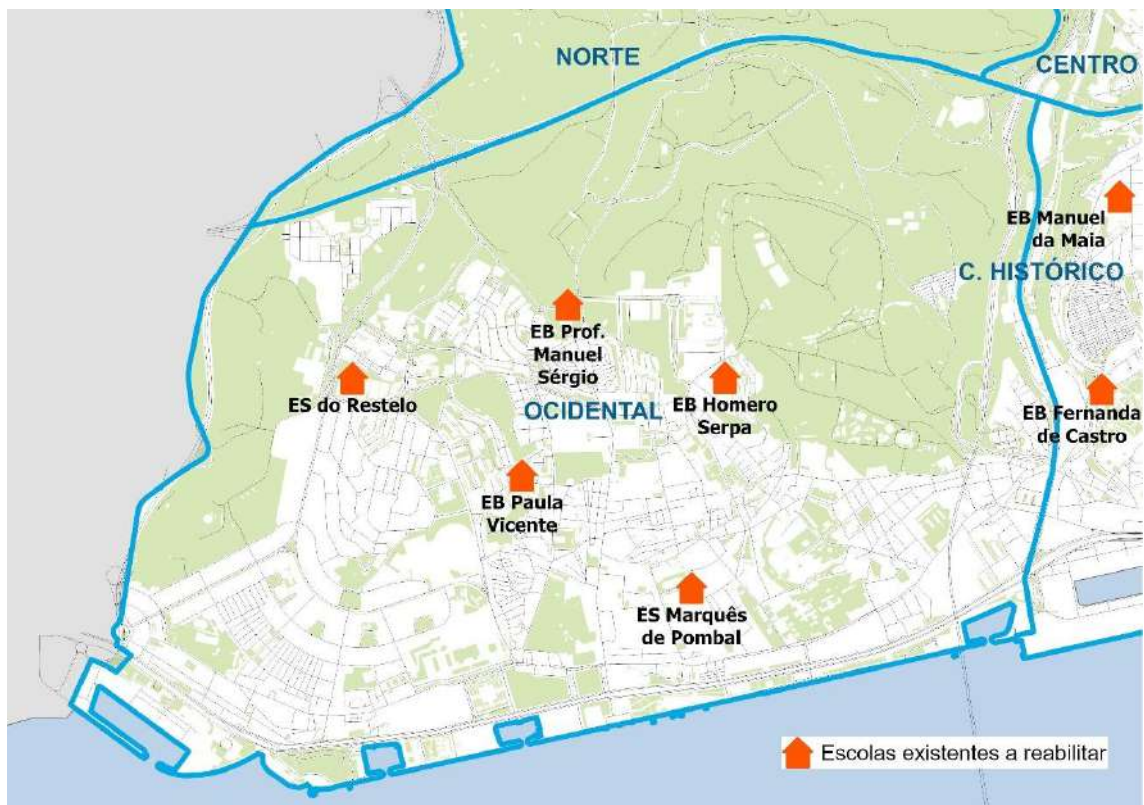 NORTE
CENTRO
EB Manuel
da Maia
C. HISTÓRICO
EB Prof.
Manuel
Sérgio
ES do Restelo
OCIDENTAL
EB Homero
Serpa
EB Fernanda
de Castro
EB Paula
Vicente
ES Marquês
de Pombal
Escolas existentes a reabilitar